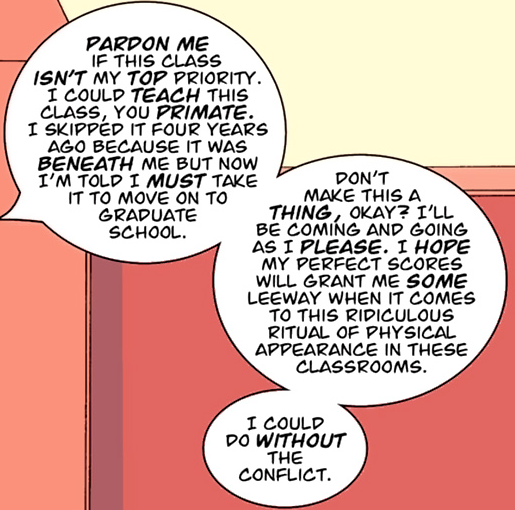 PARDON ME
IF THIS CLASS
ISN'T MY TOP PRIORITY.
I COULD TEACH THIS
CLASS, YOU PRIMATE.
I SKIPPED IT FOUR YEARS
AGO BECAUSE IT WAS
BENEATH ME BUT NOW
I'M TOLD I MUST TAKE
IT TO MOVE ON TO
GRADUATE
SCHOOL.
DON'T
MAKE THIS A
THING, OKAY? I'LL
BE COMING AND GOING
AS I PLEASE. I HOPE
MY PERFECT SCORES
WILL GRANT ME SOME
LEEWAY WHEN IT COMES
TO THIS RIDICULOUS
RITUAL OF PHYSICAL
APPEARANCE IN THESE
CLASSROOMS.
I COULD
DO WITHOUT
THE
CONFLICT.